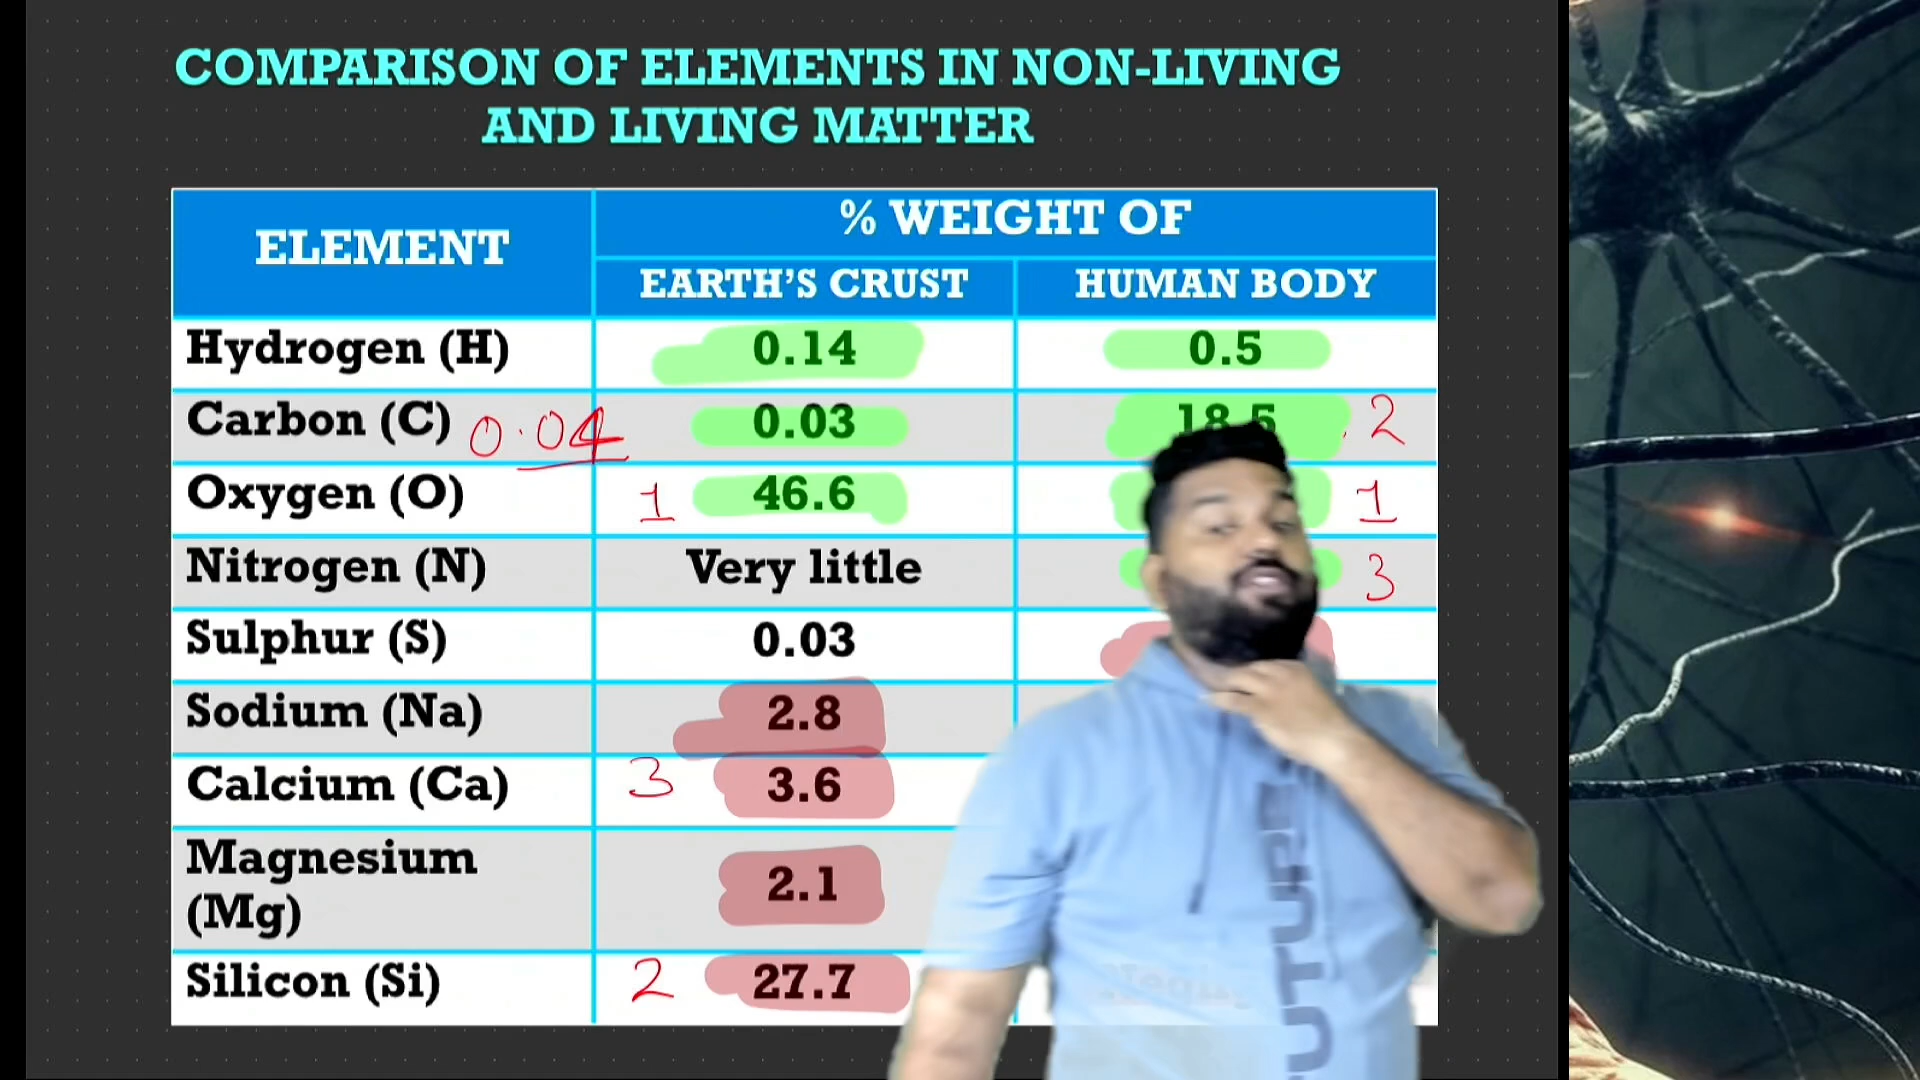 COMPARISON OF ELEMENTS IN NON-LIVING
AND LIVING MATTER
ELEMENT
% WEIGHT OF
EARTH'S CRUST HUMAN BODY
Hydrogen (H) 0.14 0.5
Carbon (C) 0.04 0.03 18.5 2
Oxygen (O) 1 46.6 1
Nitrogen (N) Very little 3
Sulphur (S) 0.03
Sodium (Na) 2.8
Calcium (Ca) 3 3.6
Magnesium 2.1
(Mg)
Silicon (Si) 2 27.7